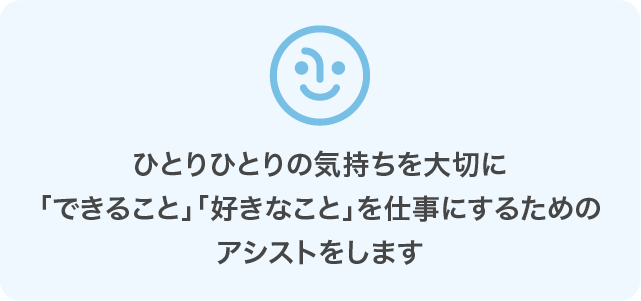 ひとりひとりの気持ちを大切に
「できること」「好きなこと」を仕事にするための
アシストをします